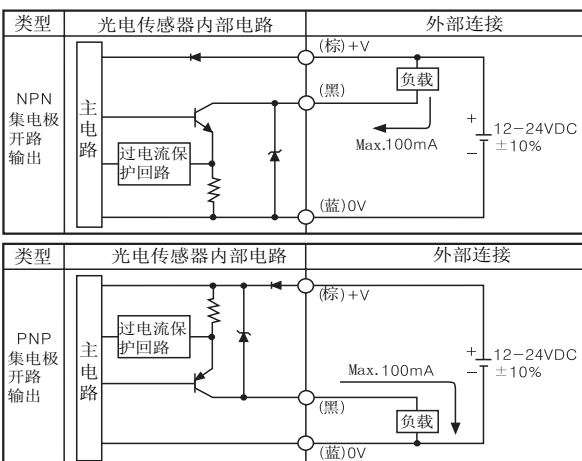 类型 光电传感器内部电路 外部连接
NPN
集电极
开路
输出
主
电
路
过电流保
护回路
(棕)+V
(黑)
负载
Max.100mA
+
−
12−24VDC
±10%
(蓝)0V
类型 光电传感器内部电路 外部连接
PNP
集电极
开路
输出
主
电
路
过电流保
护回路
(棕)+V
+
−
12−24VDC
±10%
Max.100mA
(黑)
负载
(蓝)0V